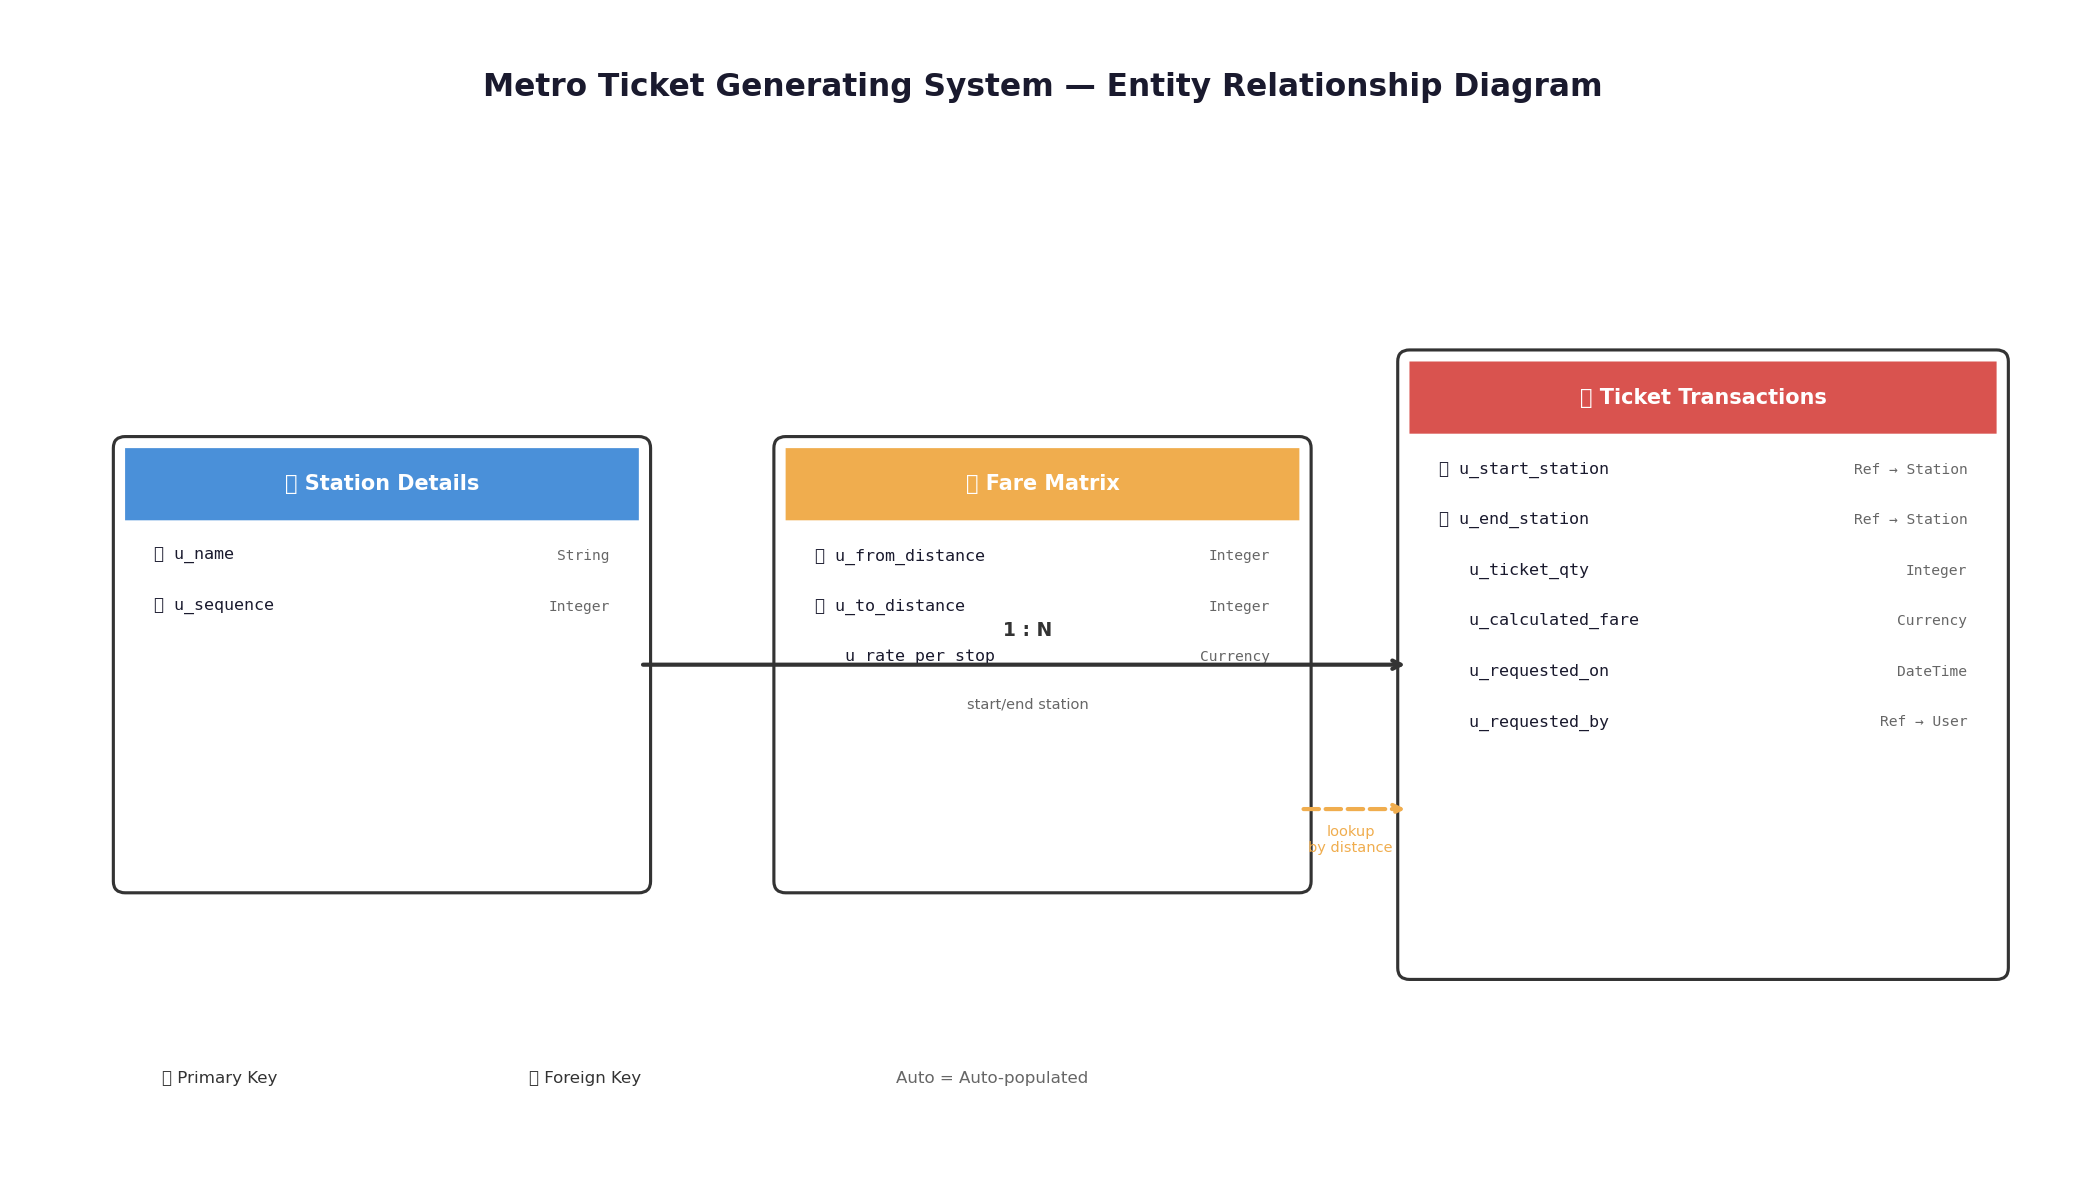 Metro Ticket Generating System — Entity Relationship Diagram
Station Details
u_name String
u_sequence Integer
Fare Matrix
u_from_distance Integer
u_to_distance Integer
1 : N
u_rate_per_stop Currency
start/end station
lookup
by distance
Ticket Transactions
u_start_station Ref → Station
u_end_station Ref → Station
u_ticket_qty Integer
u_calculated_fare Currency
u_requested_on DateTime
u_requested_by Ref → User
Primary Key
Foreign Key
Auto = Auto-populated